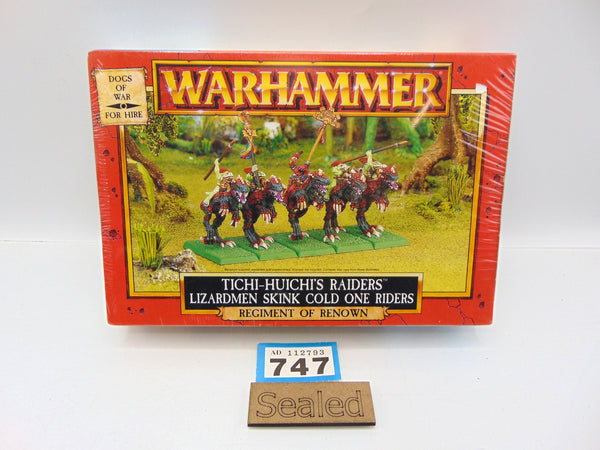 DOGS
OF
WAR
FOR HIRE
WARHAMMER
TICHI-HUICHI'S RAIDERS™
LIZARDMEN SKINK COLD ONE RIDERS
REGIMENT OF RENOWN
AD 112793
747
Sealed